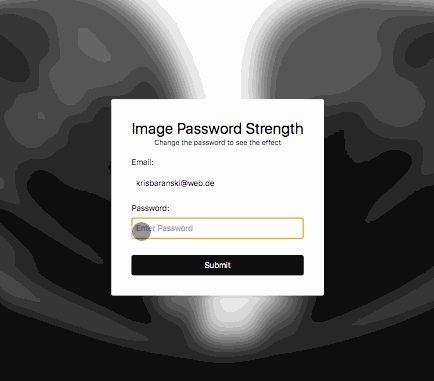 Image Password Strength
Change the password to see the effect
Email:
krisbaranski@web.de
Password:
Enter Password
Submit